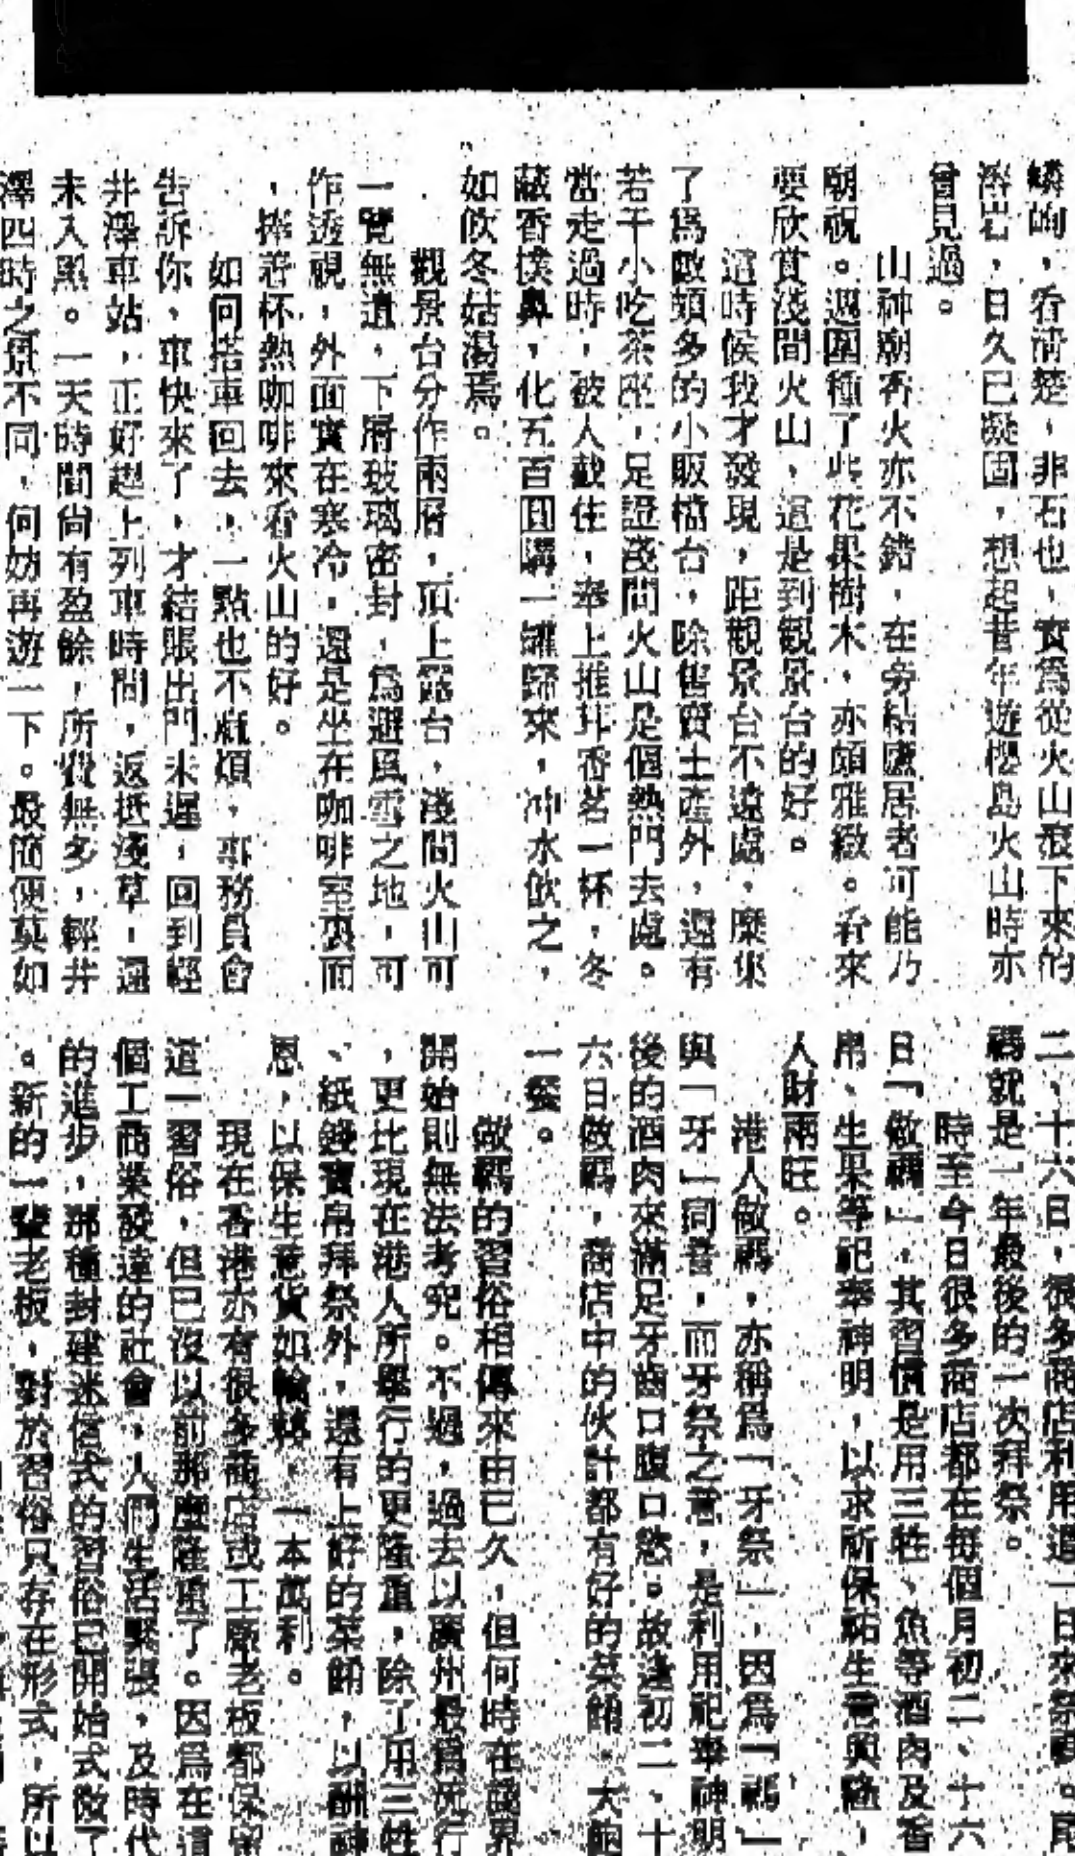 嶙峋，看清楚，非石也，實爲從火山滾下來的
溶岩，日久已凝固，想起昔年遊櫻島火山時亦
曾見過。
山神廟香火亦不錯，在旁結廬居者可能乃
廟祝。週圍種了些花果樹木，亦頗雅緻。看來
要欣賞淺間火山，這是到觀景台的好。
這時候我才發現，距觀景台不遠處，麇集
了爲數頗多的小販檔台，除售賣土產外，還有
若干小吃茶座，足證淺間火山是個熱門去處。
當走過時，被人截住，奉上推茸香茗一杯，冬
菇香撲鼻，化五百圓購一罐歸來，冲水飲之，
如飲冬菇湯焉。
觀景台分作兩層，頂上露台，淺間火山可
一覽無遺，下層玻璃密封，爲避風雪之地，可
作透視，外面實在寒冷，還是坐在咖啡室裏而
，捧着杯熱咖啡來看火山的好。
如何搭車回去，一點也不麻煩，事務員會
告訴你，車快來了，才結賬出門未遲，回到輕
井澤車站，正好趕上列車時間，返抵淺草，還
未入黑。一天時間尙有盈餘，所費無多，輕井
澤四時之景不同，何妨再遊一下。最簡便莫如
二、十六日，很多商店利用這一日來祭禡。尾
禡就是一年最後的一次拜祭。
時至今日很多商店都在每個月初二、十六
日「做禡」，其習慣是用三牲、魚等酒肉及香
帛、生果等祀奉神明，以求所保祐生意興隆，
人財兩旺。
港人做禡，亦稱爲「牙祭」，因爲「禡」
與「牙」同音，而牙祭之意，是利用祀奉神明
後的酒肉來滿足牙齒口腹口慾。故逢初二、十
六日做禡，商店中的伙計都有好的菜餚，大飽
一餐。
做禡的習俗相傳來由已久，但何時在商界
開始則無法考究。不過，過去以廣州最爲流行
，更比現在港人所舉行的更隆重，除了用三牲
、紙錢寶帛拜祭外，還有上好的菜餚，以酬神
恩，以保生意貨如輪轉，一本萬利。
現在香港亦有很多商店或工廠老板都保留
這一習俗，但已沒以前那麼隆重了。因爲在這
個工商業發達的社會，人們生活緊張，及時代
的進步，那種封建迷信式的習俗已開始式微了
。新的一輩老板，對於習俗只存在形式，所以